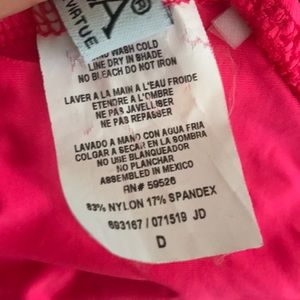 A®
VIRTUE
HAND WASH COLD
LINE DRY IN SHADE
NO BLEACH DO NOT IRON
LAVER A LA MAIN A L'EAU FROIDE
ETENDRE A L'OMBRE
NE PAS JAVELLISER
NE PAS REPASSER
LAVADO A MANO CON AGUA FRIA
COLGAR A SECAR EN LA SOMBRA
NO USE BLANQUEADOR
NO PLANCHAR
ASSEMBLED IN MEXICO
RN# 59526
83% NYLON 17% SPANDEX
693167 / 071519 JD
D